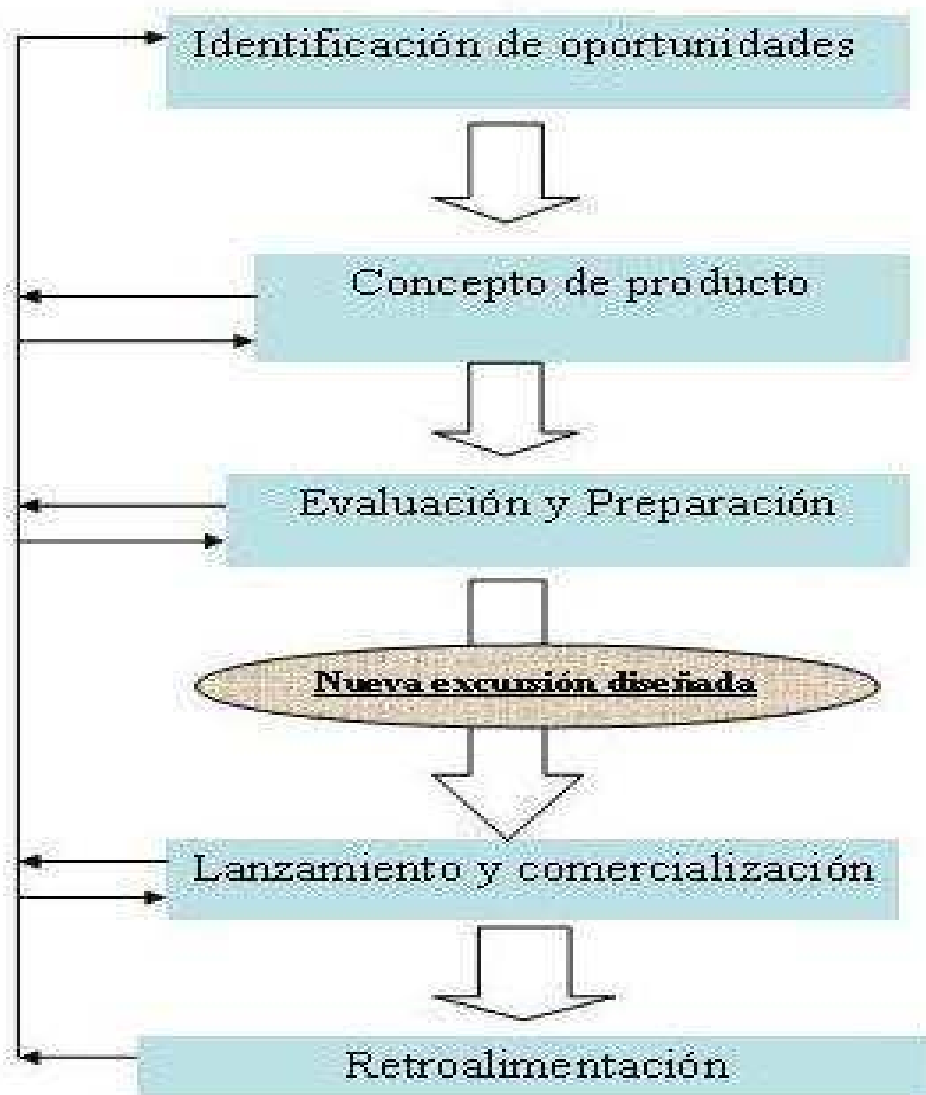 Identificación de oportunidades
Concepto de producto
Evaluación y Preparación
Nueva excursión diseñada
Lanzamiento y comercialización
Retroalimentación